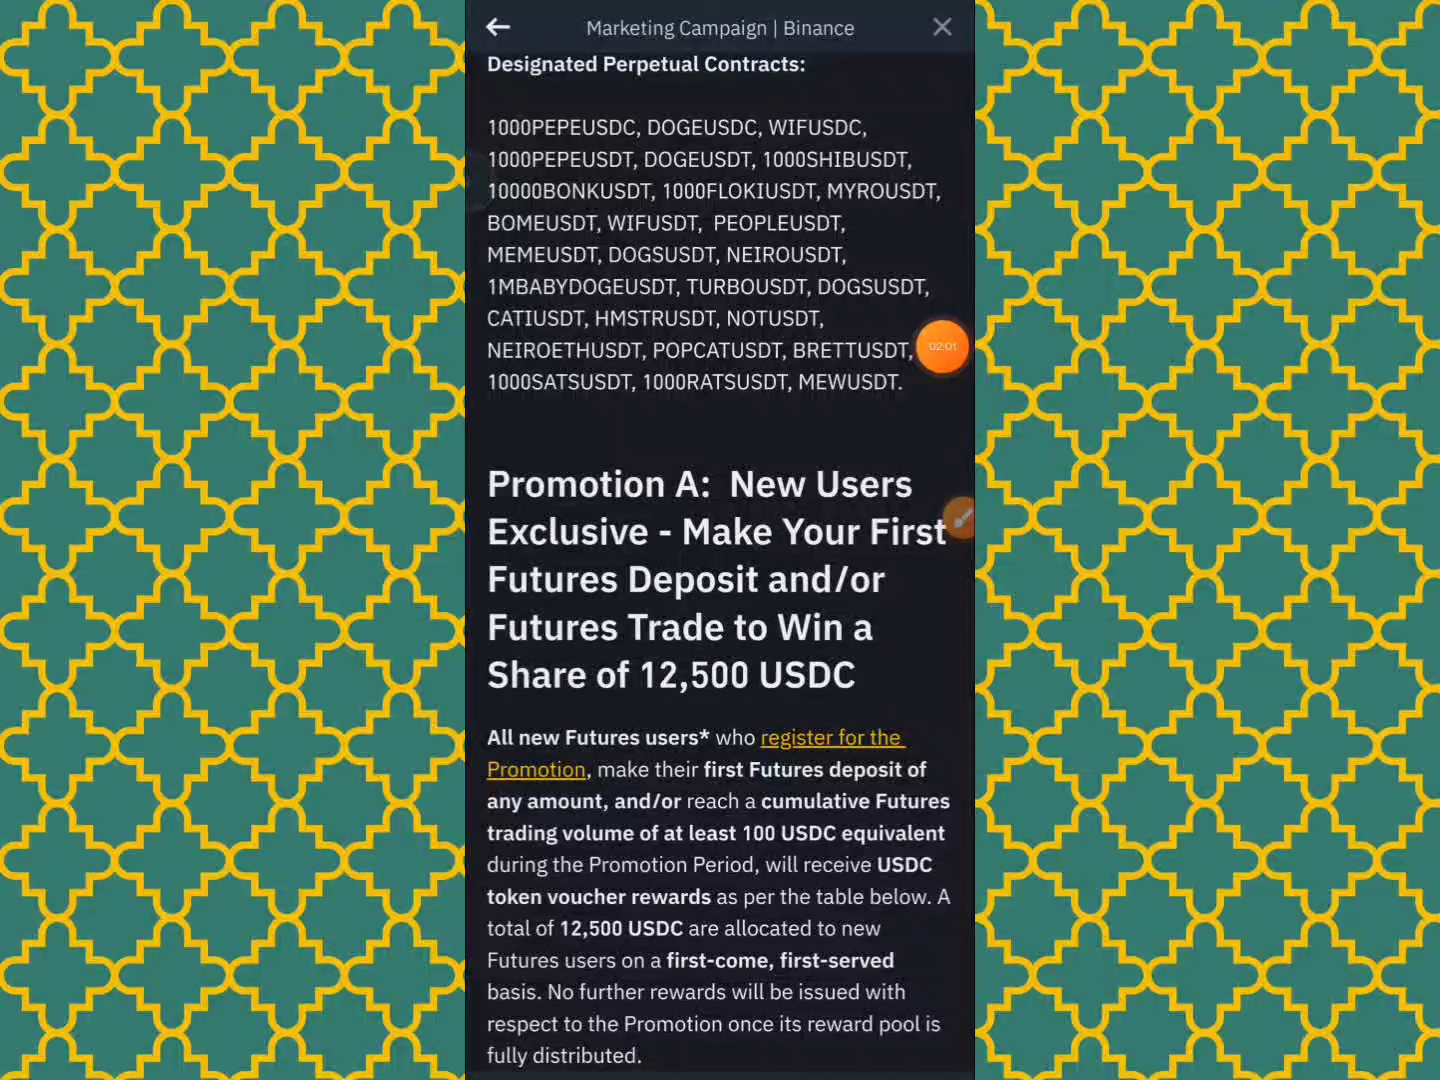 Marketing Campaign | Binance
Designated Perpetual Contracts:
1000PEPEUSDC, DOGEUSDC, WIFUSDC,
1000PEPEUSDT, DOGEUSDT, 1000SHIBUSDT,
10000BONKUSDT, 1000FLOKIUSDT, MYROUSDT,
BOMEUSDT, WIFUSDT, PEOPLEUSDT,
MEMEUSDT, DOGSUSDT, NEIROUSDT,
1MBABYDOGEUSDT, TURBOUSDT, DOGSUSDT,
CATIUSDT, HMSTRUSDT, NOTUSDT,
NEIROETHUSDT, POPCATUSDT, BRETTUSDT,
02:01
1000SATSUSDT, 1000RATSUSDT, MEWUSDT.
Promotion A: New Users
Exclusive - Make Your First
Futures Deposit and/or
Futures Trade to Win a
Share of 12,500 USDC
All new Futures users* who register for the
Promotion, make their first Futures deposit of
any amount, and/or reach a cumulative Futures
trading volume of at least 100 USDC equivalent
during the Promotion Period, will receive USDC
token voucher rewards as per the table below. A
total of 12,500 USDC are allocated to new
Futures users on a first-come, first-served
basis. No further rewards will be issued with
respect to the Promotion once its reward pool is
fully distributed.